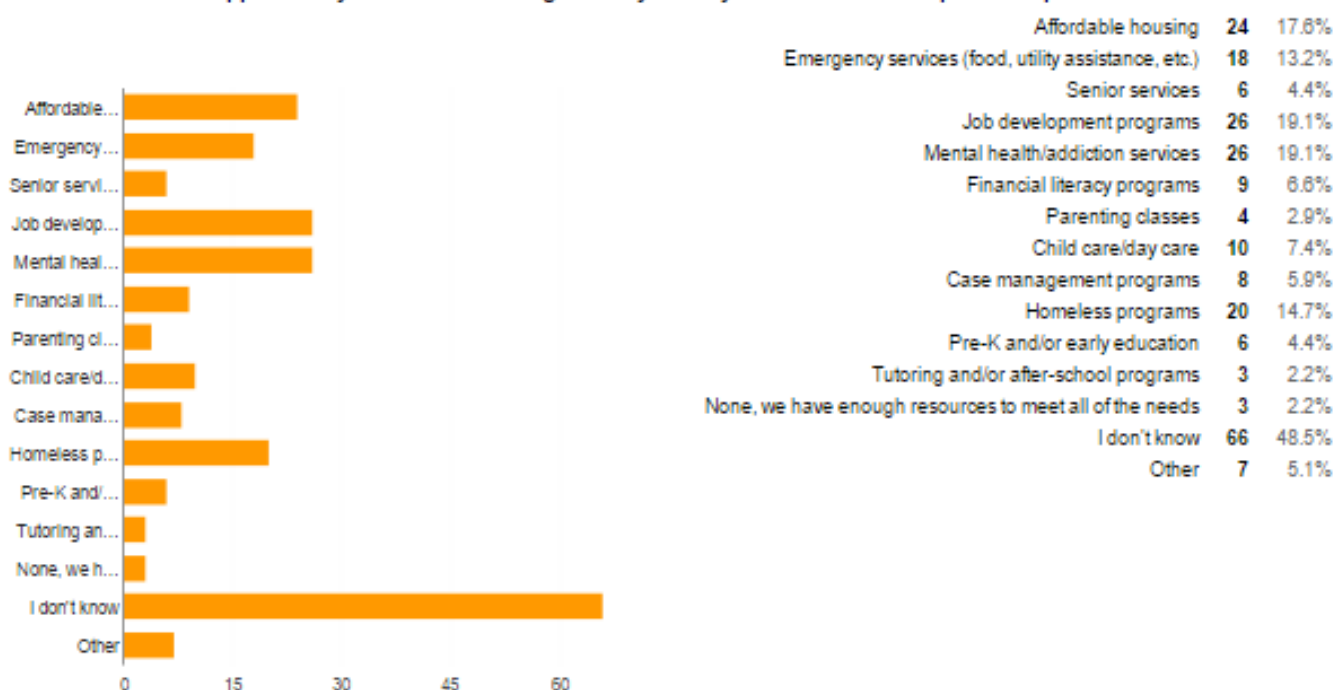 Affordable housing 24 17.6%
Emergency services (food, utility assistance, etc.) 18 13.2%
Senior services 6 4.4%
Job development programs 26 19.1%
Mental health/addiction services 26 19.1%
Financial literacy programs 9 6.6%
Parenting classes 4 2.9%
Child care/day care 10 7.4%
Case management programs 8 5.9%
Homeless programs 20 14.7%
Pre-K and/or early education 6 4.4%
Tutoring and/or after-school programs 3 2.2%
None, we have enough resources to meet all of the needs 3 2.2%
I don't know 66 48.5%
Other 7 5.1%
Affordable...
Emergency...
Senior servi...
Job develop...
Mental heal...
Financial lit...
Parenting cl...
Child care/d...
Case mana...
Homeless p...
Pre-K and/...
Tutoring an...
None, we h...
I don't know
Other
0 15 30 45 60